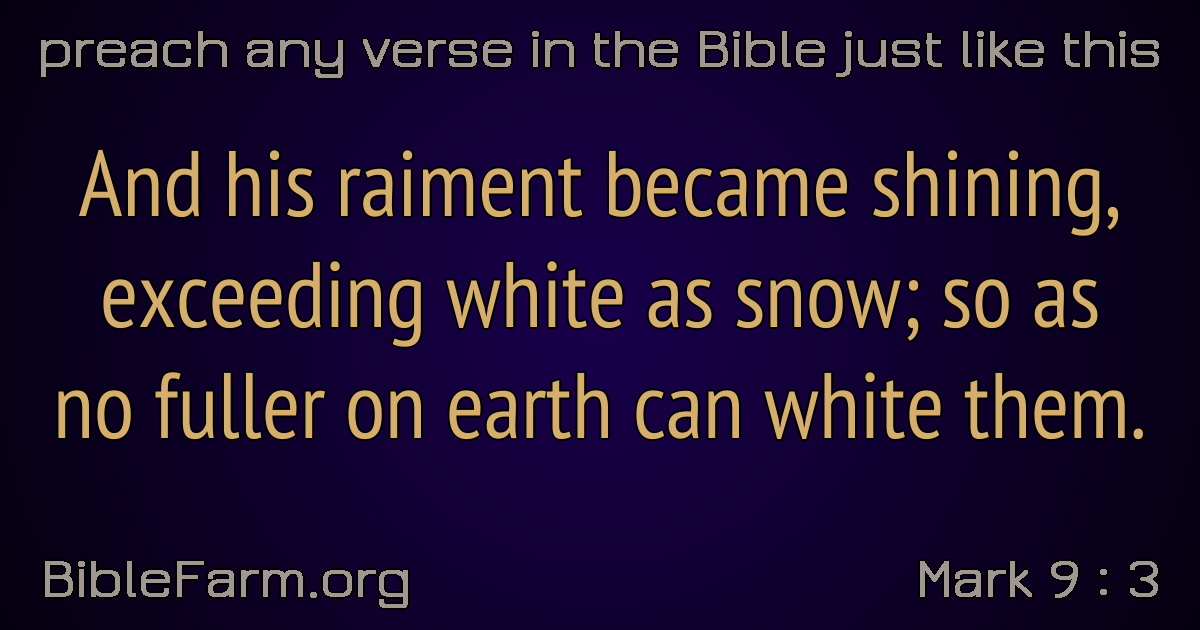 preach any verse in the Bible just like this
And his raiment became shining,
exceeding white as snow; so as
no fuller on earth can white them.
BibleFarm.org
Mark 9 : 3